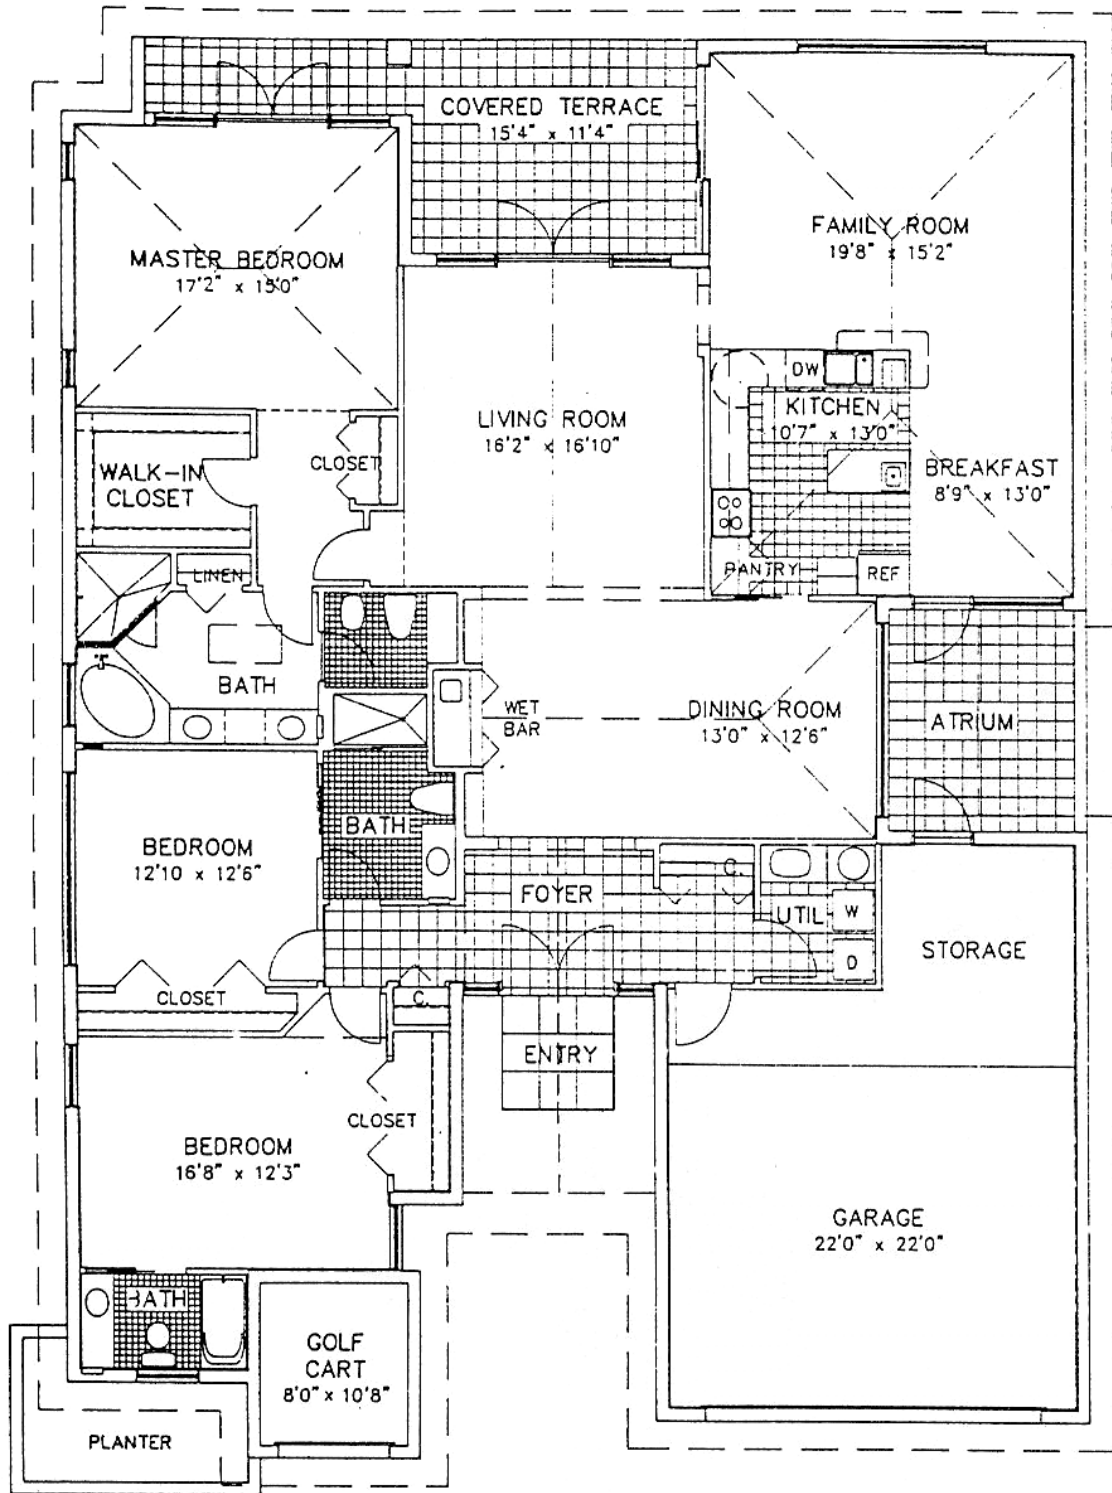 COVERED TERRACE
15'4" x 11'4"
FAMILY ROOM
19'8" x 15'2"
MASTER BEDROOM
17'2" x 15'0"
DW
KITCHEN
10'7" x 13'0"
LIVING ROOM
16'2" x 16'10"
CLOSET
WALK-IN
CLOSET
BREAKFAST
8'9" x 13'0"
LINEN
PANTRY
REF
BATH
WET
BAR
DINING ROOM
13'0" x 12'6"
ATRIUM
BATH
BEDROOM
12'10 x 12'6"
FOYER
C.
UTIL
W
D
STORAGE
CLOSET
C.
ENTRY
CLOSET
BEDROOM
16'8" x 12'3"
GARAGE
22'0" x 22'0"
BATH
GOLF
CART
8'0" x 10'8"
PLANTER